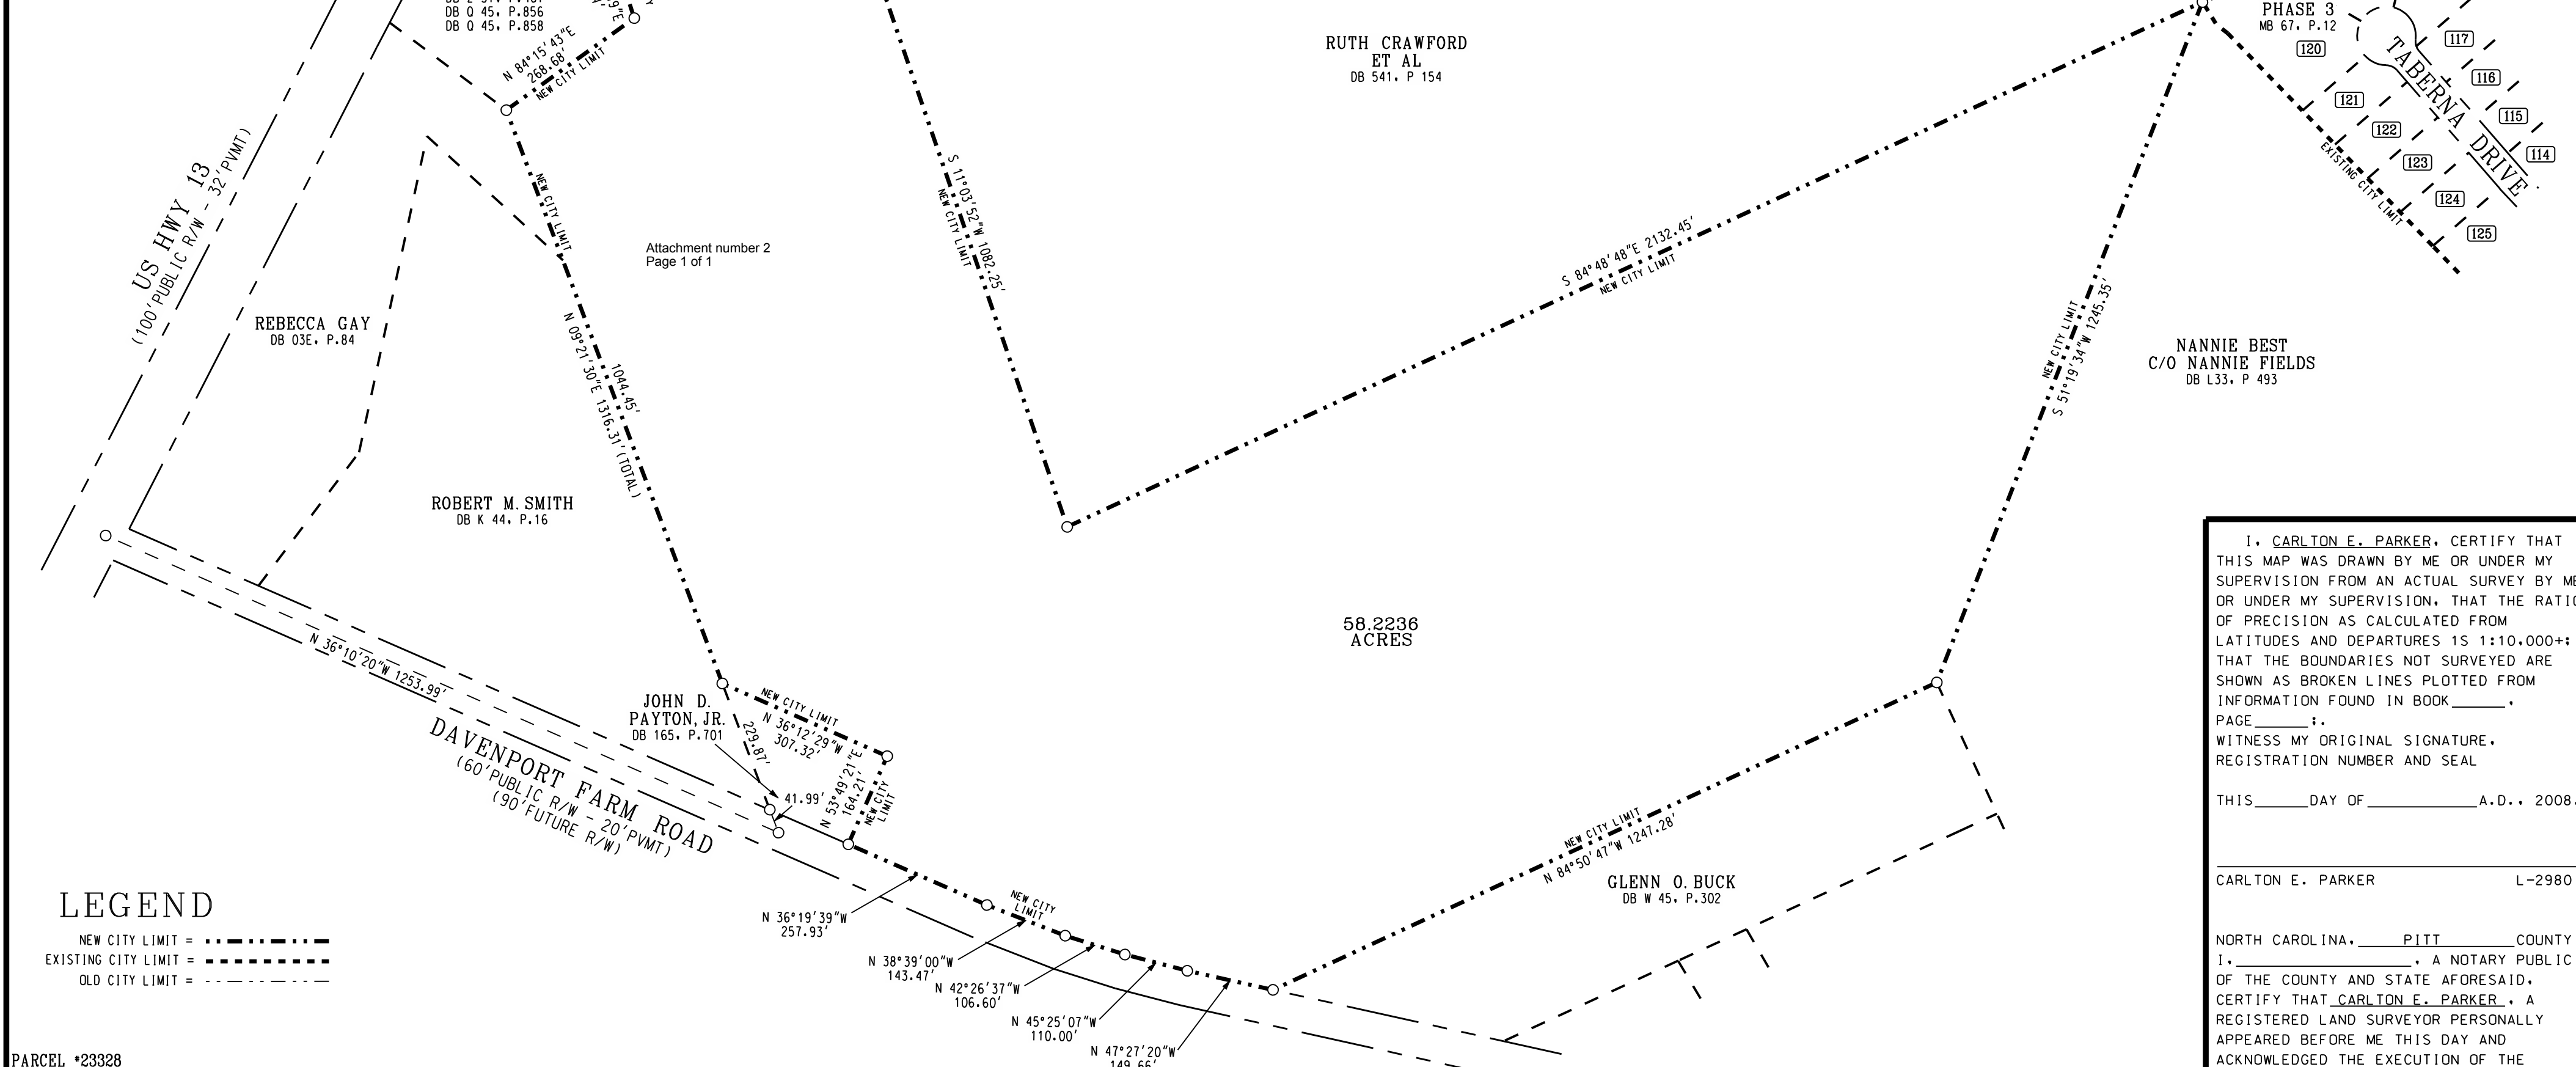 DB Q 45, P.856
DB Q 45, P.858
N 84°15'43"E
268.68'
NEW CITY LIMIT
RUTH CRAWFORD
ET AL
DB 541, P 154
PHASE 3
MB 67, P.12
120
117
116
115
114
121
122
123
124
125
TABERNA DRIVE
EXISTING CITY LIMIT
US HWY 13
(100'PUBLIC R/W - 32'PVMT)
NEW CITY LIMIT
Attachment number 2
Page 1 of 1
S 11°03'52"W 1082.25'
NEW CITY LIMIT
S 84°48'48"E 2132.45'
NEW CITY LIMIT
NEW CITY LIMIT
S 51°19'34"W 1245.35'
NANNIE BEST
C/O NANNIE FIELDS
DB L33, P 493
REBECCA GAY
DB 03E, P.84
1044.45'
N 09°21'30"E 1316.31'(TOTAL)
ROBERT M. SMITH
DB K 44, P.16
58.2236
ACRES
N 36°10'20"W 1253.99'
DAVENPORT FARM ROAD
(60'PUBLIC R/W - 20'PVMT)
(90'FUTURE R/W)
JOHN D.
PAYTON, JR.
DB 165, P.701
229.87'
41.99'
NEW CITY LIMIT
N 36°12'29"W
307.32'
N 53°49'21"E
164.21'
NEW CITY
LIMIT
NEW CITY LIMIT
N 84°50'47"W 1247.28'
GLENN O. BUCK
DB W 45, P.302
N 36°19'39"W
257.93'
NEW CITY
LIMIT
N 38°39'00"W
143.47'
N 42°26'37"W
106.60'
N 45°25'07"W
110.00'
N 47°27'20"W
149.66'
LEGEND
NEW CITY LIMIT =
EXISTING CITY LIMIT =
OLD CITY LIMIT =
PARCEL #23328
I, CARLTON E. PARKER, CERTIFY THAT
THIS MAP WAS DRAWN BY ME OR UNDER MY
SUPERVISION FROM AN ACTUAL SURVEY BY ME
OR UNDER MY SUPERVISION, THAT THE RATIO
OF PRECISION AS CALCULATED FROM
LATITUDES AND DEPARTURES IS 1:10,000+;
THAT THE BOUNDARIES NOT SURVEYED ARE
SHOWN AS BROKEN LINES PLOTTED FROM
INFORMATION FOUND IN BOOK______,
PAGE______;.
WITNESS MY ORIGINAL SIGNATURE,
REGISTRATION NUMBER AND SEAL
THIS______DAY OF____________A.D., 2008.
CARLTON E. PARKER L-2980
NORTH CAROLINA,_____PITT________COUNTY
I,____________________, A NOTARY PUBLIC
OF THE COUNTY AND STATE AFORESAID,
CERTIFY THAT CARLTON E. PARKER , A
REGISTERED LAND SURVEYOR PERSONALLY
APPEARED BEFORE ME THIS DAY AND
ACKNOWLEDGED THE EXECUTION OF THE